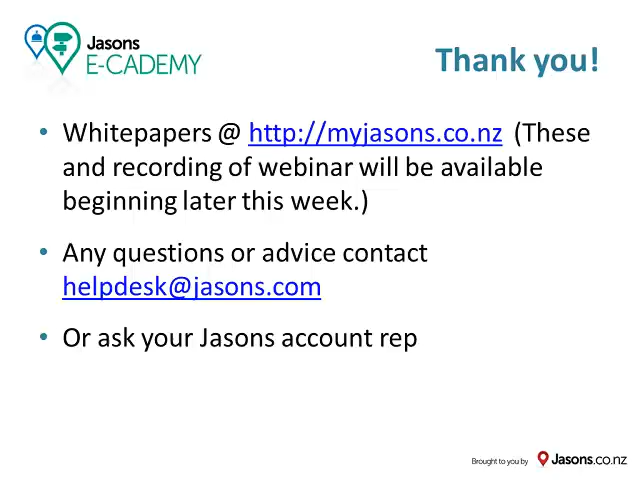 Jasons
E-CADEMY
Thank you!
• Whitepapers @ http://myjasons.co.nz (These
and recording of webinar will be available
beginning later this week.)
• Any questions or advice contact
helpdesk@jasons.com
• Or ask your Jasons account rep
Brought to you by Jasons.co.nz